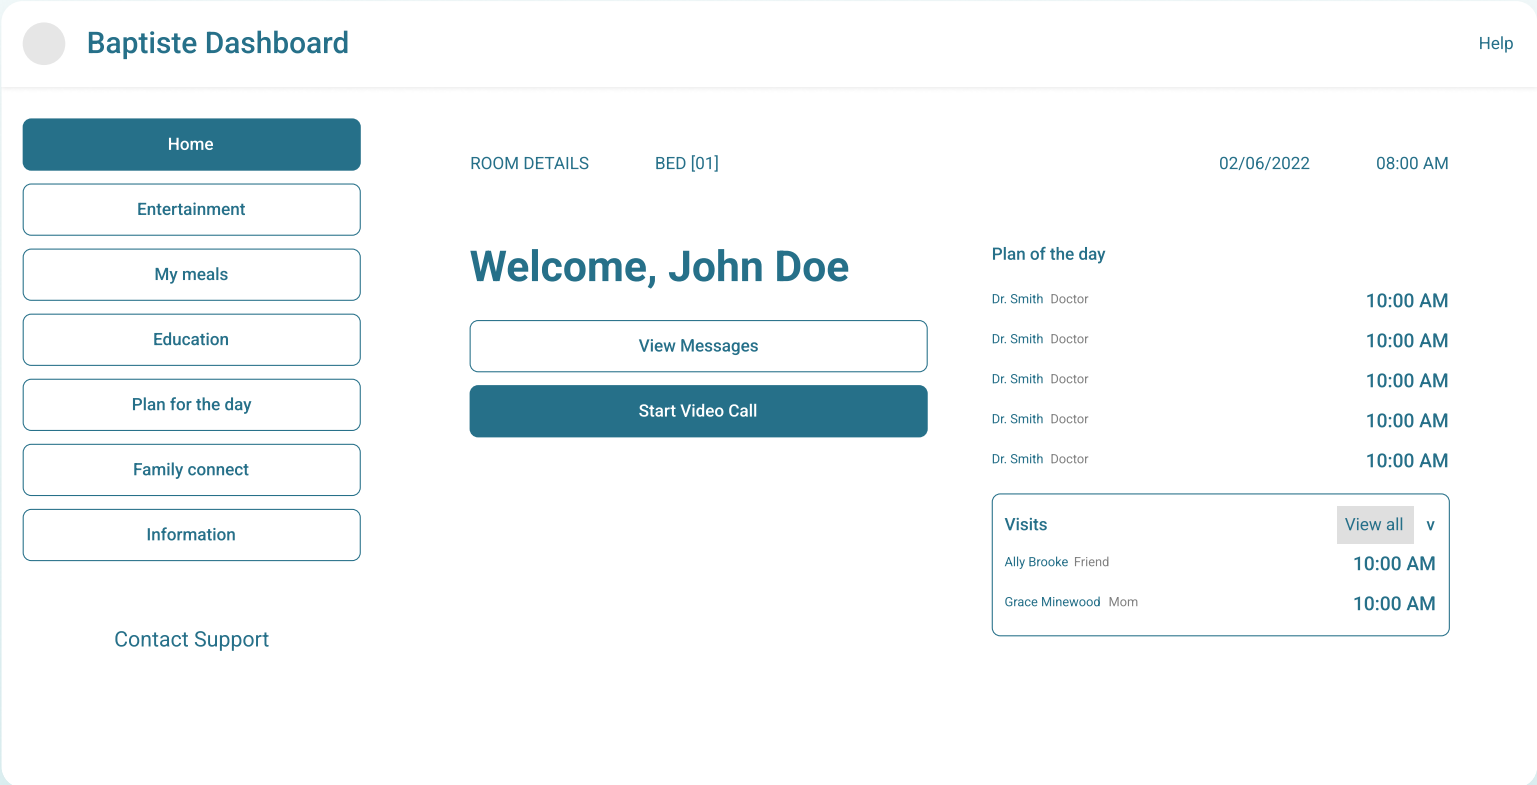 Baptiste Dashboard
Help
Home
Entertainment
My meals
Education
Plan for the day
Family connect
Information
Contact Support
ROOM DETAILS BED [01] 02/06/2022 08:00 AM
Welcome, John Doe
View Messages
Start Video Call
Plan of the day
Dr. Smith Doctor 10:00 AM
Dr. Smith Doctor 10:00 AM
Dr. Smith Doctor 10:00 AM
Dr. Smith Doctor 10:00 AM
Dr. Smith Doctor 10:00 AM
Visits View all v
Ally Brooke Friend 10:00 AM
Grace Minewood Mom 10:00 AM